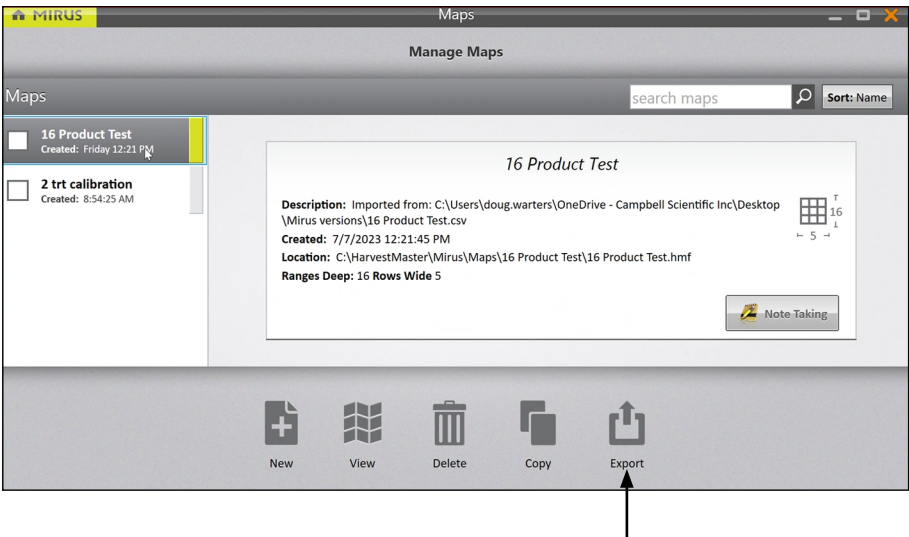 MIRUS
Maps
Manage Maps
Maps
search maps
Sort: Name
16 Product Test
Created: Friday 12:21 PM
2 trt calibration
Created: 8:54:25 AM
16 Product Test
Description: Imported from: C:\Users\doug.warters\OneDrive - Campbell Scientific Inc\Desktop
\Mirus versions\16 Product Test.csv
16
5
Created: 7/7/2023 12:21:45 PM
Location: C:\HarvestMaster\Mirus\Maps\16 Product Test\16 Product Test.hmf
Ranges Deep: 16 Rows Wide 5
Note Taking
New
View
Delete
Copy
Export